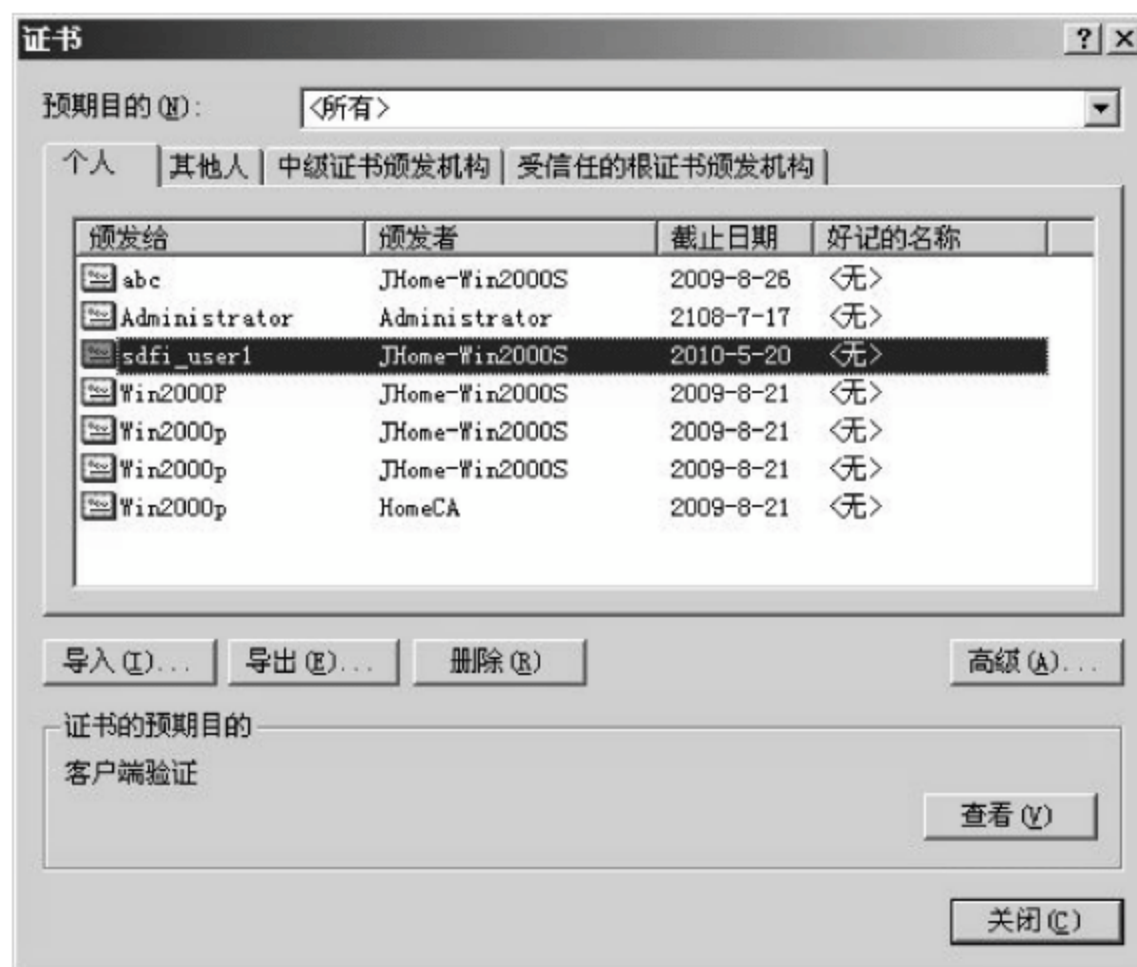 证书
预期目的(N): <所有>
个人 其他人 中级证书颁发机构 受信任的根证书颁发机构
颁发给 颁发者 截止日期 好记的名称
abc JHome-Win2000S 2009-8-26 <无>
Administrator Administrator 2108-7-17 <无>
sdfi_user1 JHome-Win2000S 2010-5-20 <无>
Win2000P JHome-Win2000S 2009-8-21 <无>
Win2000p JHome-Win2000S 2009-8-21 <无>
Win2000p JHome-Win2000S 2009-8-21 <无>
Win2000p HomeCA 2009-8-21 <无>
导入(I)... 导出(E)... 删除(R) 高级(A)...
证书的预期目的
客户端验证
查看(V)
关闭(C)